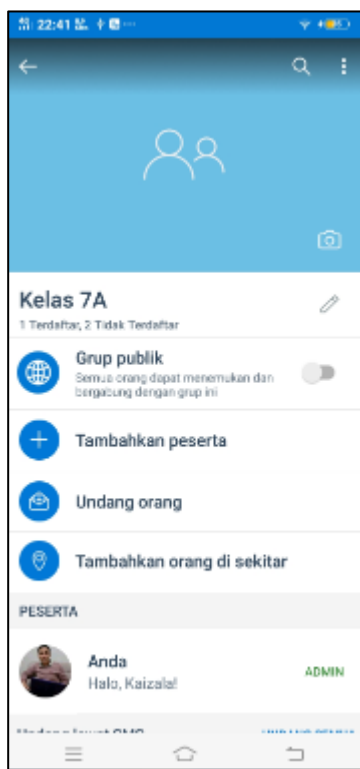 22:41
Kelas 7A
1 Terdaftar, 2 Tidak Terdaftar
Grup publik
Semua orang dapat menemukan dan
bergabung dengan grup ini
Tambahkan peserta
Undang orang
Tambahkan orang di sekitar
PESERTA
Anda
Halo, Kaizala!
ADMIN